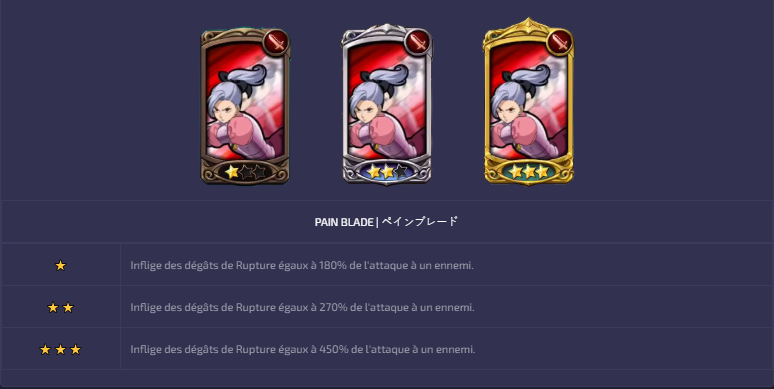 PAIN BLADE | ペインブレード
Inflige des dégâts de Rupture égaux à 180% de l'attaque à un ennemi.
Inflige des dégâts de Rupture égaux à 270% de l'attaque à un ennemi.
Inflige des dégâts de Rupture égaux à 450% de l'attaque à un ennemi.